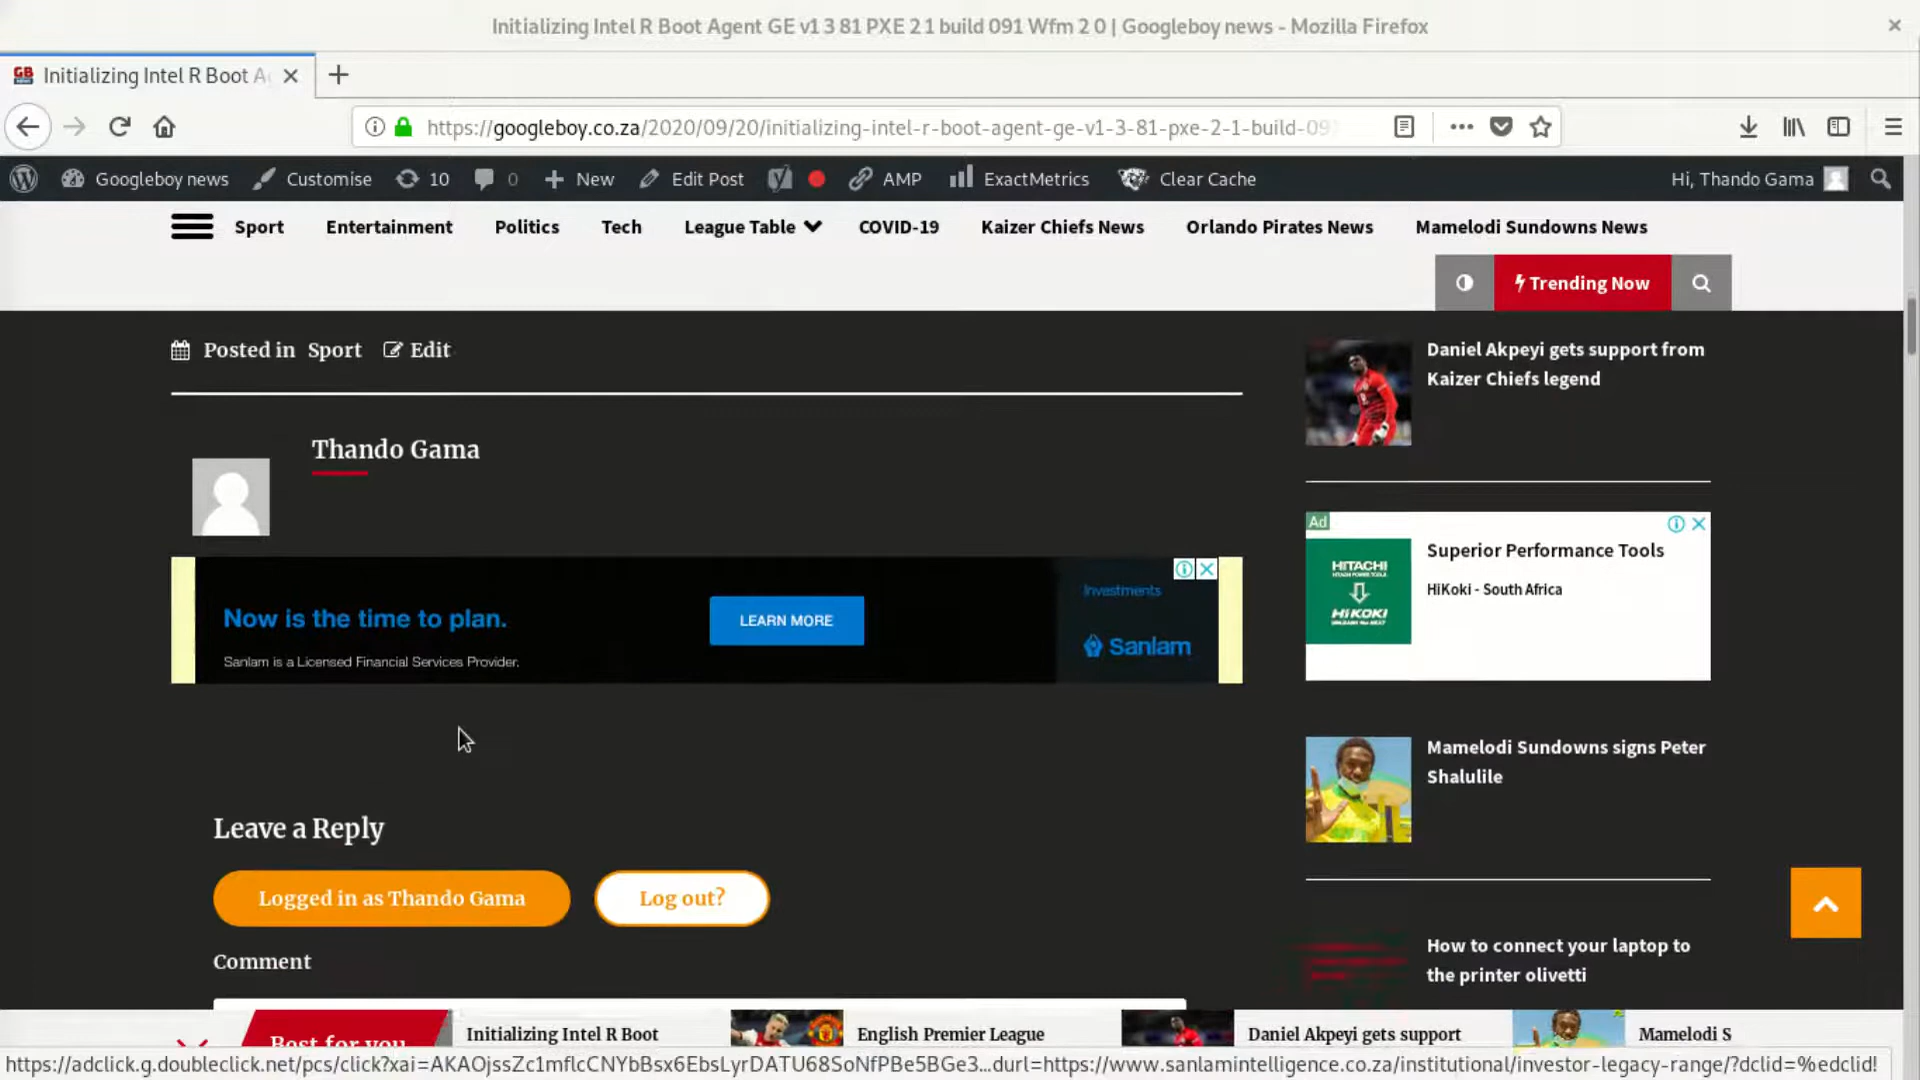 Initializing Intel R Boot Agent GE v1 3 81 PXE 2 1 build 091 Wfm 2 0 | Googleboy news - Mozilla Firefox
Initializing Intel R Boot A
https://googleboy.co.za/2020/09/20/initializing-intel-r-boot-agent-ge-v1-3-81-pxe-2-1-build-09
Googleboy news Customise 10 0 New Edit Post AMP ExactMetrics Clear Cache Hi, Thando Gama
Sport Entertainment Politics Tech League Table COVID-19 Kaizer Chiefs News Orlando Pirates News Mamelodi Sundowns News
Trending Now
Posted in Sport Edit
Thando Gama
Now is the time to plan.
Sanlam is a Licensed Financial Services Provider.
LEARN MORE
Investments
Sanlam
Leave a Reply
Logged in as Thando Gama Log out?
Comment
Daniel Akpeyi gets support from
Kaizer Chiefs legend
Ad
HITACHI
HiKOKI
Superior Performance Tools
HiKoki - South Africa
Mamelodi Sundowns signs Peter
Shalulile
How to connect your laptop to
the printer olivetti
Best for you
Initializing Intel R Boot
English Premier League
Daniel Akpeyi gets support
Mamelodi S
https://adclick.g.doubleclick.net/pcs/click?xai=AKAOjssZc1mflcCNYbBsx6EbsLyrDATU68SoNfPBe5BGe3…durl=https://www.sanlamintelligence.co.za/institutional/investor-legacy-range/?dclid=%edclid!